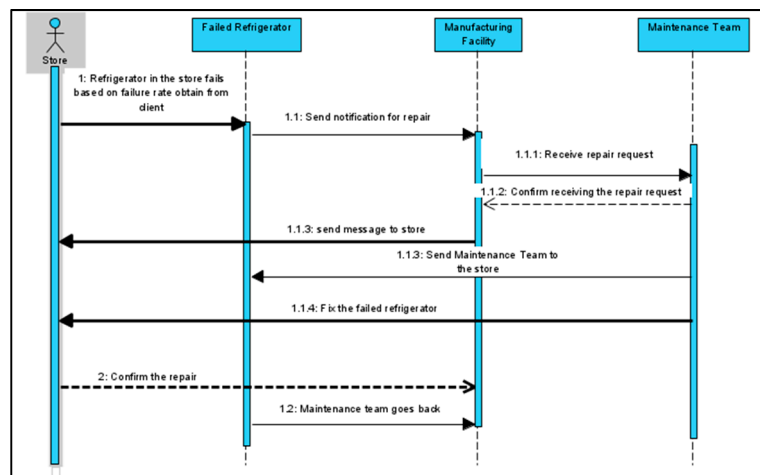 Failed Refrigerator
Manufacturing
Facility
Maintenance Team
Store
1: Refrigerator in the store fails
based on failure rate obtain from
client
1.1: Send notification for repair
1.1.1: Receive repair request
1.1.2: Confirm receiving the repair request
1.1.3: send message to store
1.1.3: Send Maintenance Team to
the store
1.1.4: Fix the failed refrigerator
2: Confirm the repair
1.2: Maintenance team goes back